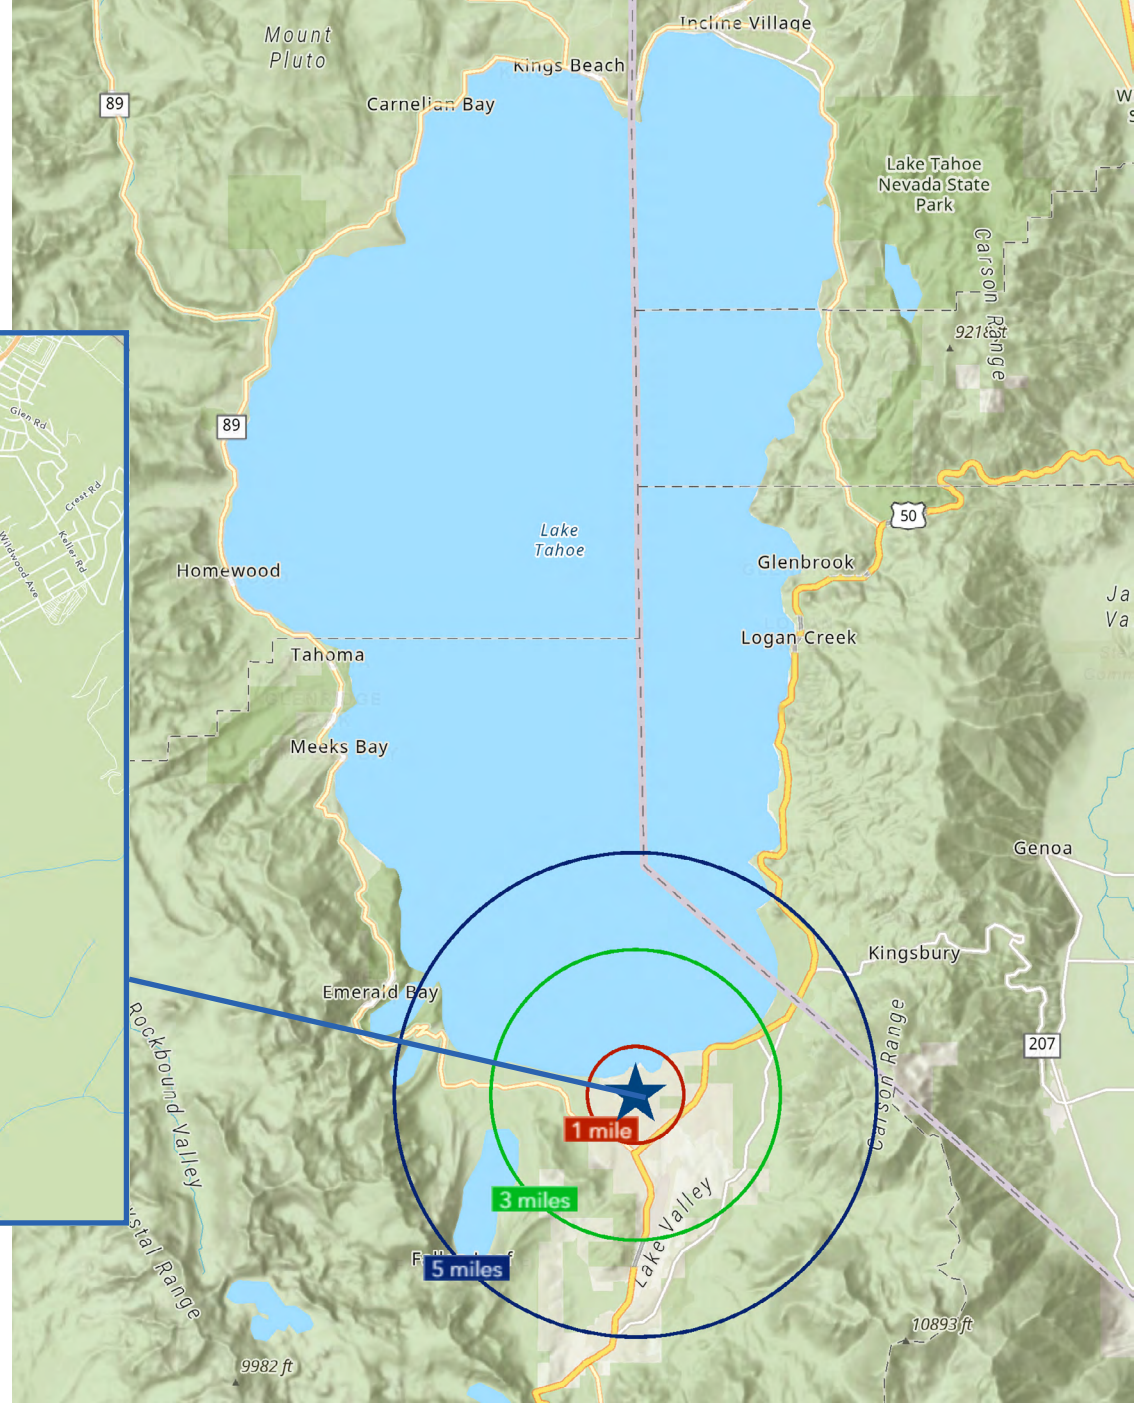 Incline Village
Mount
Pluto
Kings Beach
89
Carnelian Bay
Lake Tahoe
Nevada State
Park
Carson Range
9218 ft
Glen Rd
89
Crest Rd
Keller Rd
Wildwood Ave
50
Lake
Tahoe
Glenbrook
Homewood
Logan Creek
Tahoma
Meeks Bay
Genoa
Kingsbury
Emerald Bay
Rockbound Valley
Carson Range
207
1 mile
3 miles
Lake Valley
5 miles
Range
10893 ft
9982 ft